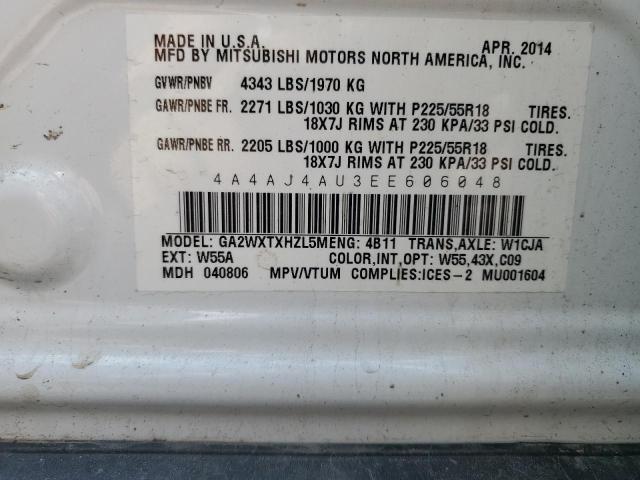 MADE IN U.S.A. APR. 2014
MFD BY MITSUBISHI MOTORS NORTH AMERICA, INC.
GVWR/PNBV 4343 LBS/1970 KG
GAWR/PNBE FR. 2271 LBS/1030 KG WITH P225/55R18 TIRES.
18X7J RIMS AT 230 KPA/33 PSI COLD.
GAWR/PNBE RR. 2205 LBS/1000 KG WITH P225/55R18 TIRES.
18X7J RIMS AT 230 KPA/33 PSI COLD.
4A4AJ4AU3EE606048
MODEL: GA2WXTXHZL5MENG: 4B11 TRANS,AXLE: W1CJA
EXT: W55A COLOR,INT,OPT: W55,43X,C09
MDH 040806 MPV/VTUM COMPLIES:ICES-2 MU001604